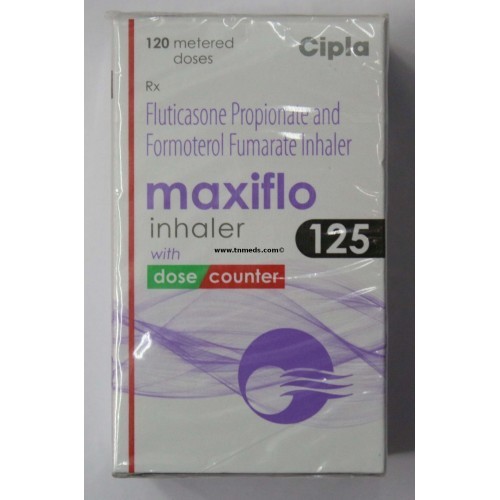 120 metered
doses
Cipla
Rx
Fluticasone Propionate and
Formoterol Fumarate Inhaler
maxiflo
inhaler
125
www.tnmeds.com©
with
dose counter